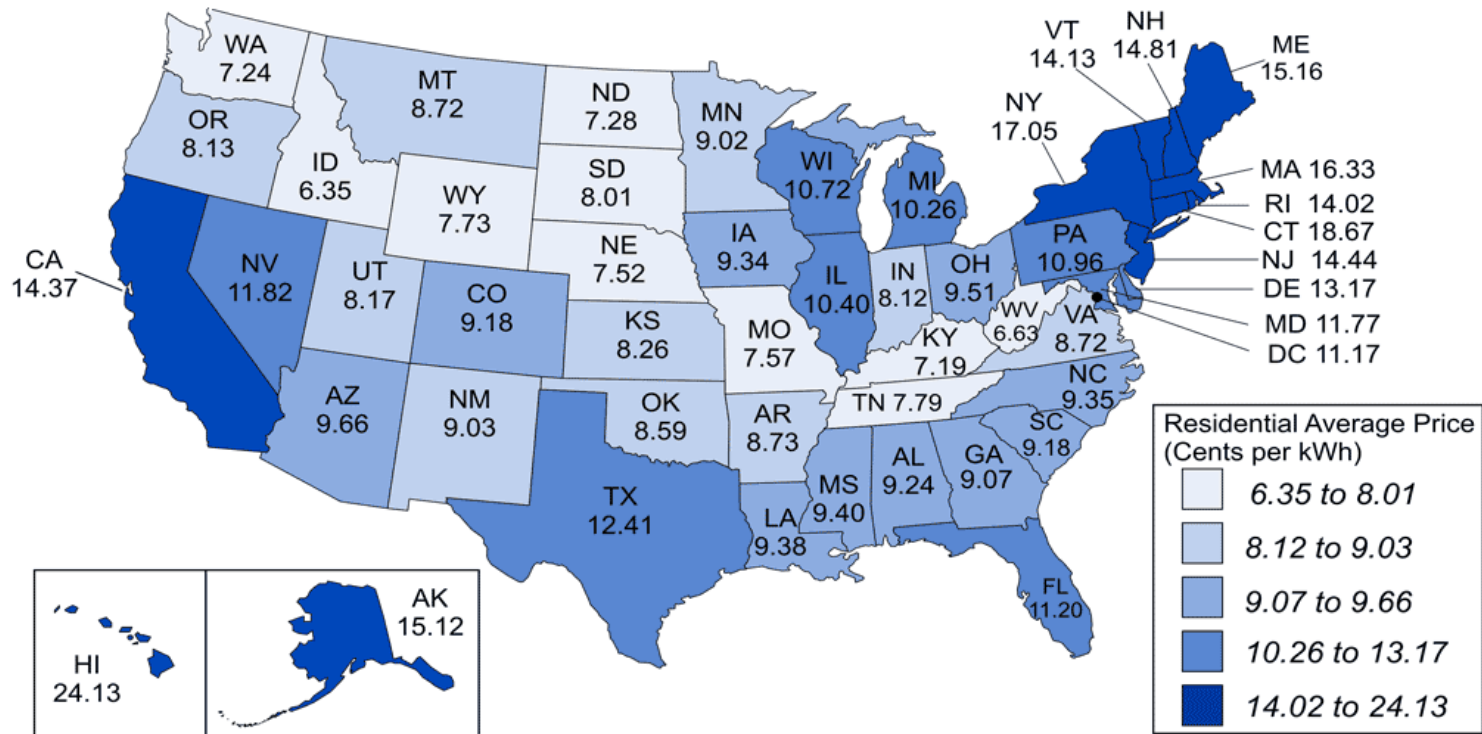 WA
7.24
MT
8.72
ND
7.28
MN
9.02
VT
14.13
NH
14.81
ME
15.16
NY
17.05
OR
8.13
ID
6.35
WY
7.73
SD
8.01
WI
10.72
MI
10.26
MA 16.33
RI 14.02
CT 18.67
NJ 14.44
DE 13.17
MD 11.77
DC 11.17
CA
14.37
NV
11.82
UT
8.17
CO
9.18
NE
7.52
IA
9.34
IL
10.40
IN
8.12
OH
9.51
PA
10.96
KS
8.26
MO
7.57
KY
7.19
WV
6.63
VA
8.72
AZ
9.66
NM
9.03
OK
8.59
AR
8.73
TN 7.79
NC
9.35
SC
9.18
TX
12.41
LA
9.38
MS
9.40
AL
9.24
GA
9.07
FL
11.20
HI
24.13
AK
15.12
Residential Average Price
(Cents per kWh)
6.35 to 8.01
8.12 to 9.03
9.07 to 9.66
10.26 to 13.17
14.02 to 24.13